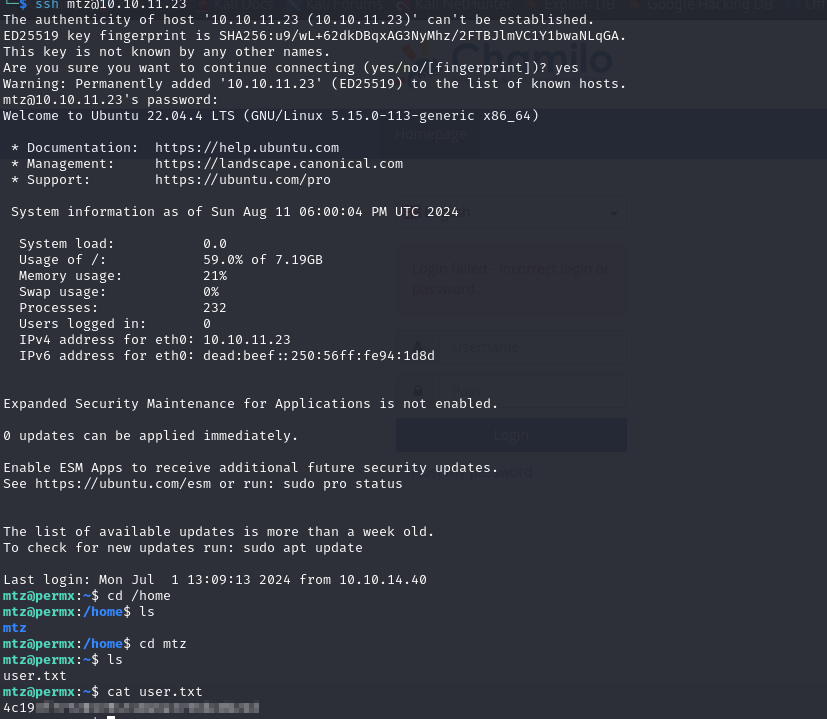 $ ssh mtz@10.10.11.23
The authenticity of host '10.10.11.23 (10.10.11.23)' can't be established.
ED25519 key fingerprint is SHA256:u9/wL+62dkDBqxAG3NyMhz/2FTBJlmVC1Y1bwaNLqGA.
This key is not known by any other names.
Are you sure you want to continue connecting (yes/no/[fingerprint])? yes
Warning: Permanently added '10.10.11.23' (ED25519) to the list of known hosts.
mtz@10.10.11.23's password:
Welcome to Ubuntu 22.04.4 LTS (GNU/Linux 5.15.0-113-generic x86_64)
Homepage
* Documentation:  https://help.ubuntu.com
* Management:     https://landscape.canonical.com
* Support:        https://ubuntu.com/pro
System information as of Sun Aug 11 06:00:04 PM UTC 2024
System load:           0.0
Usage of /:            59.0% of 7.19GB
Memory usage:          21%
Swap usage:            0%
Processes:             232
Users logged in:       0
IPv4 address for eth0: 10.10.11.23
IPv6 address for eth0: dead:beef::250:56ff:fe94:1d8d
Login failed - incorrect login or password.
Username
Expanded Security Maintenance for Applications is not enabled.
0 updates can be applied immediately.
Login
Enable ESM Apps to receive additional future security updates.
See https://ubuntu.com/esm or run: sudo pro status
The list of available updates is more than a week old.
To check for new updates run: sudo apt update
Last login: Mon Jul  1 13:09:13 2024 from 10.10.14.40
mtz@permx:~$ cd /home
mtz@permx:/home$ ls
mtz
mtz@permx:/home$ cd mtz
mtz@permx:~$ ls
user.txt
mtz@permx:~$ cat user.txt
4c19